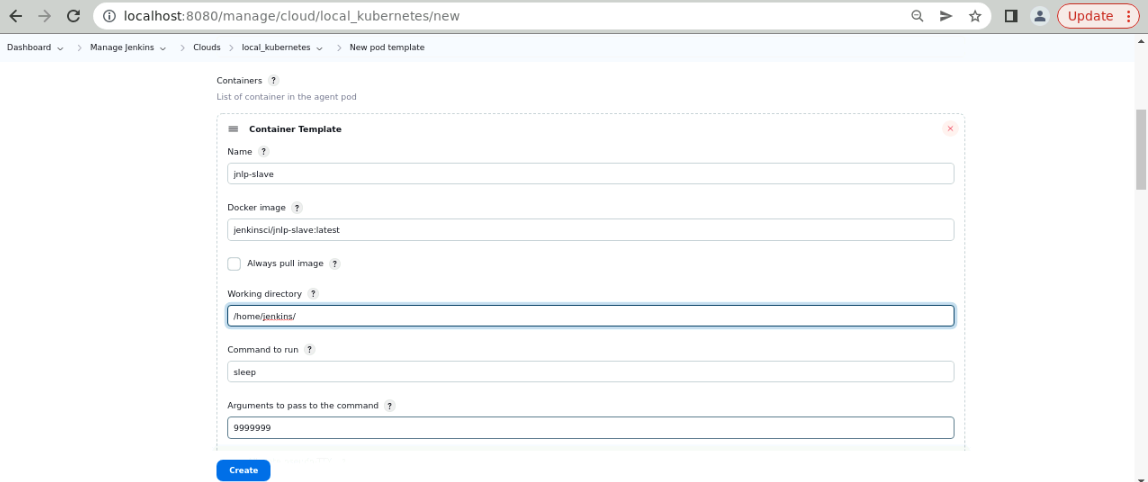 localhost:8080/manage/cloud/local_kubernetes/new
Update
Dashboard Manage Jenkins Clouds local_kubernetes New pod template
Containers ?
List of container in the agent pod
Container Template
Name ?
jnlp-slave
Docker image ?
jenkinsci/jnlp-slave:latest
Always pull image ?
Working directory ?
/home/jenkins/
Command to run ?
sleep
Arguments to pass to the command ?
9999999
Create